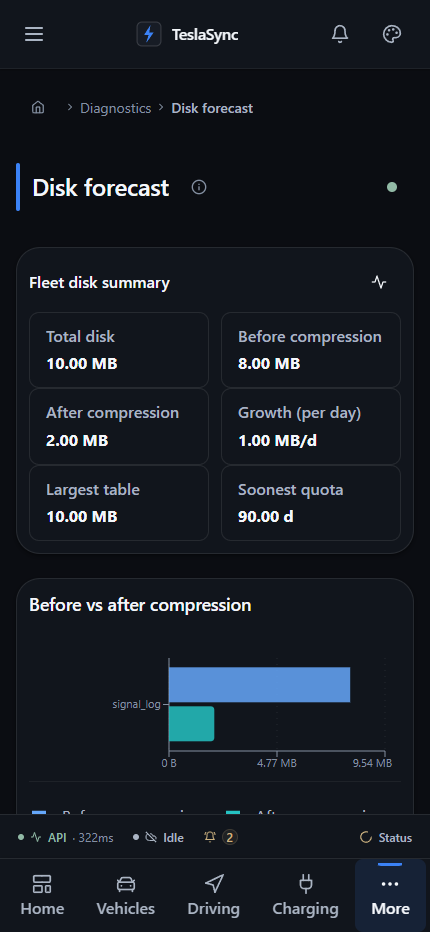 TeslaSync
Diagnostics
Disk forecast
Disk forecast
Fleet disk summary
Total disk
10.00 MB
Before compression
8.00 MB
After compression
2.00 MB
Growth (per day)
1.00 MB/d
Largest table
10.00 MB
Soonest quota
90.00 d
Before vs after compression
signal_log
0 B
4.77 MB
9.54 MB
API · 322ms
Idle
2
Status
Home
Vehicles
Driving
Charging
More